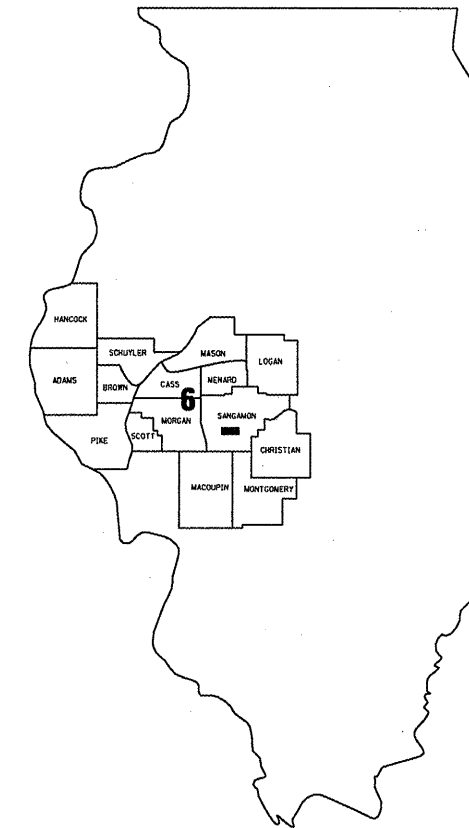 HANCOCK
SCHUYLER
MASON
LOGAN
ADAMS
BROWN
CASS
MENARD
6
SANGAMON
MORGAN
SCOTT
PIKE
CHRISTIAN
MACOUPIN
MONTGOMERY